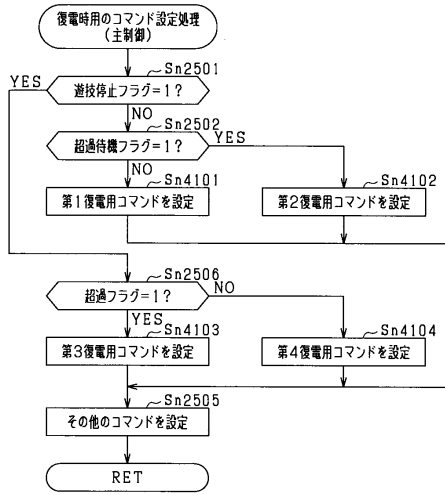 復電時用のコマンド設定処理
(主制御)
Sn2501
YES
遊技停止フラグ=1?
NO
Sn2502
超過待機フラグ=1?
YES
NO
Sn4101
Sn4102
第1復電用コマンドを設定
第2復電用コマンドを設定
Sn2506
超過フラグ=1?
NO
YES
Sn4103
Sn4104
第3復電用コマンドを設定
第4復電用コマンドを設定
Sn2505
その他のコマンドを設定
RET